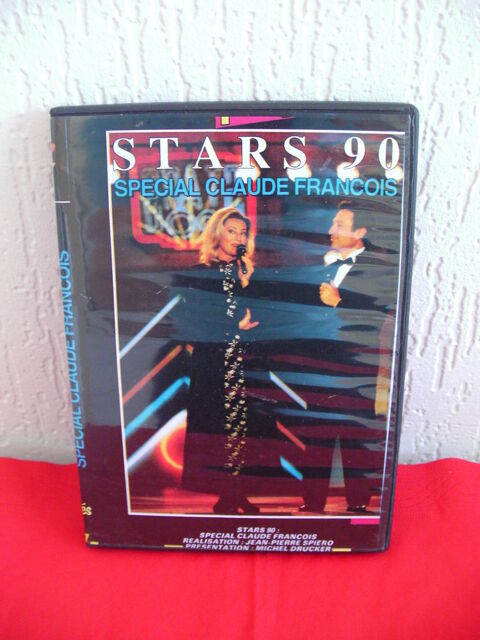 STARS 90
SPECIAL CLAUDE FRANCOIS
STARS 90 :
SPECIAL CLAUDE FRANCOIS
REALISATION : JEAN-PIERRE SPIERO
PRESENTATION : MICHEL DRUCKER
SPECIAL CLAUDE FRANCOIS